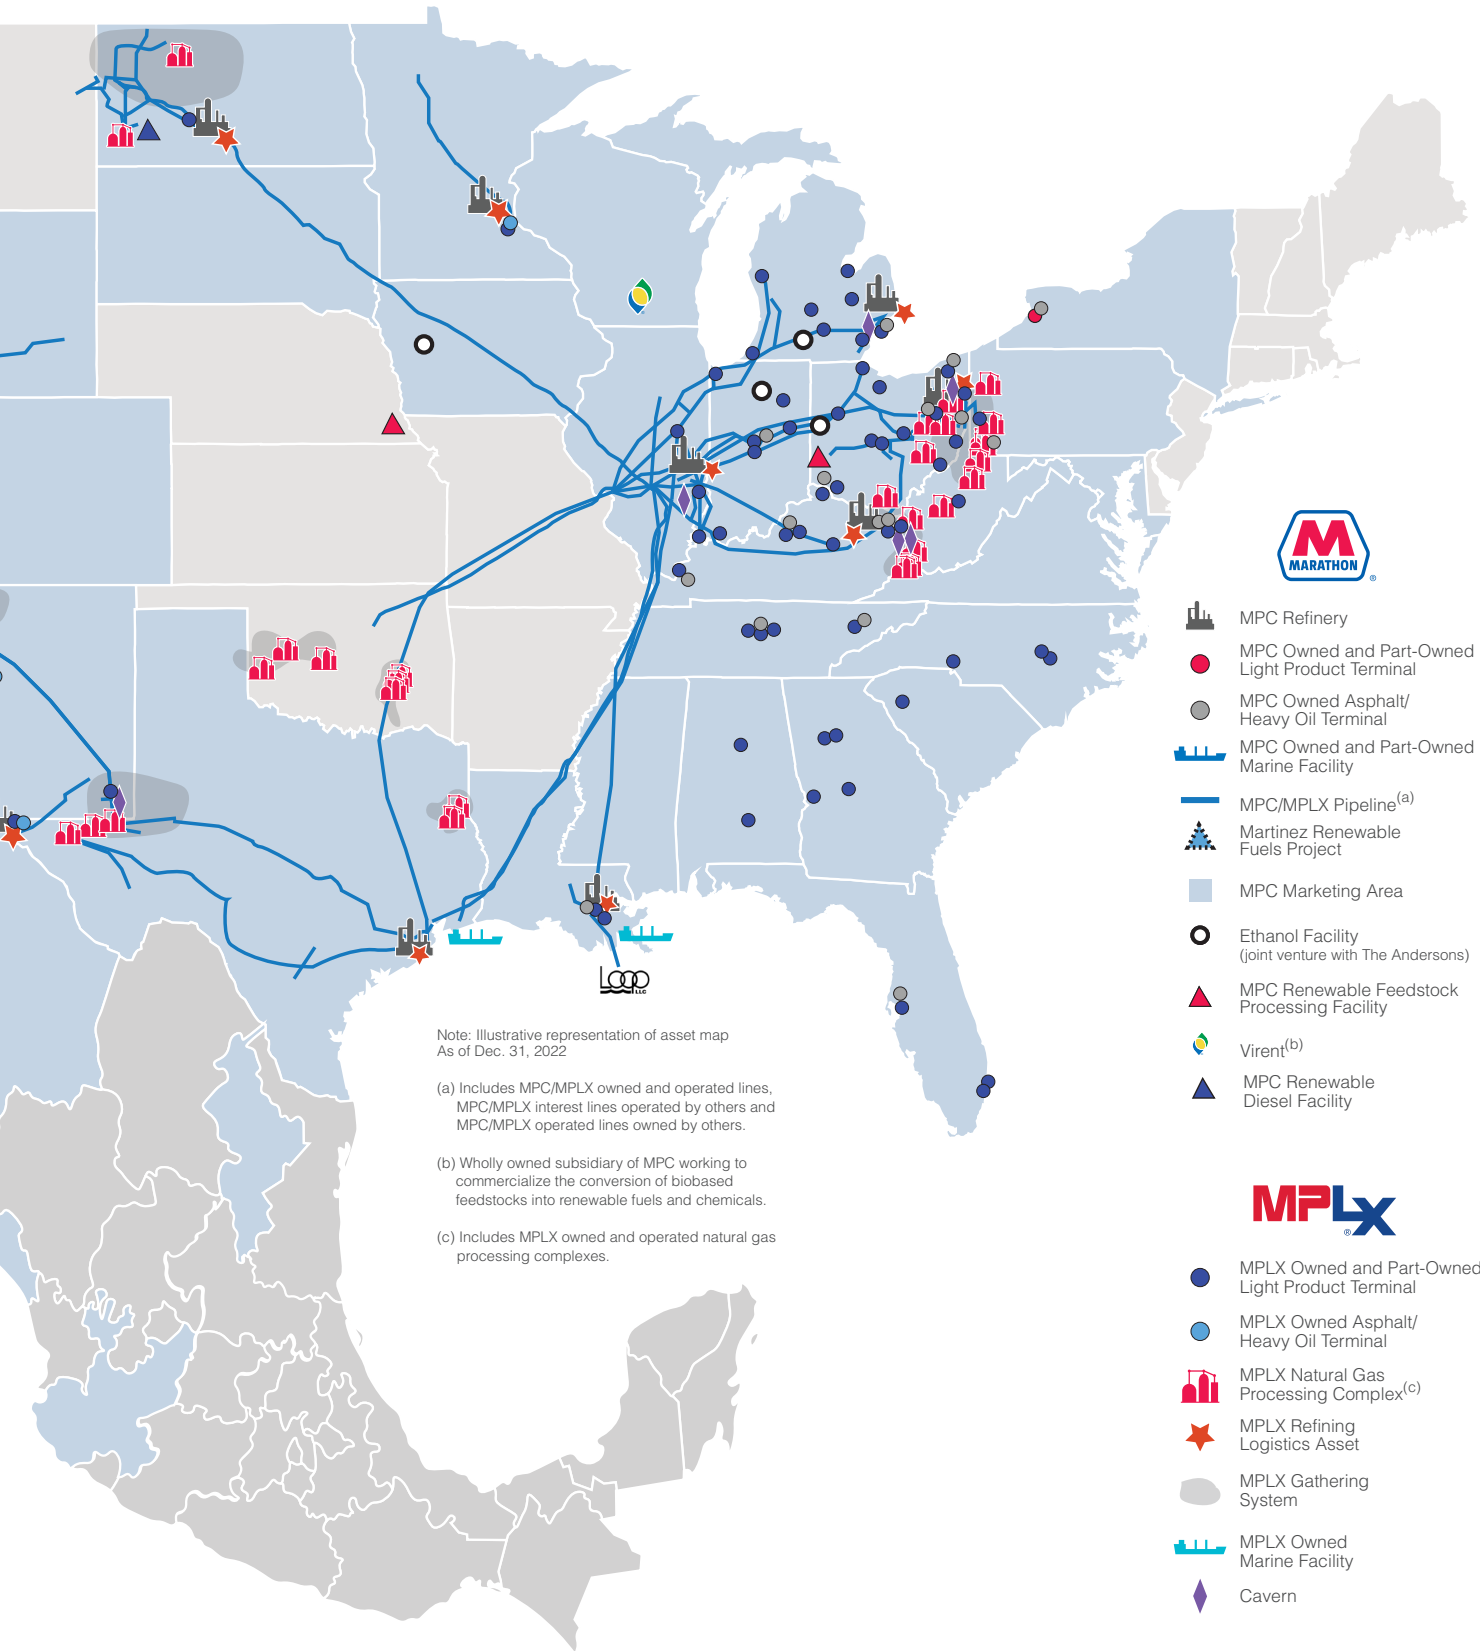 LOOP
LLC
Note: Illustrative representation of asset map
As of Dec. 31, 2022
(a) Includes MPC/MPLX owned and operated lines,
MPC/MPLX interest lines operated by others and
MPC/MPLX operated lines owned by others.
(b) Wholly owned subsidiary of MPC working to
commercialize the conversion of biobased
feedstocks into renewable fuels and chemicals.
(c) Includes MPLX owned and operated natural gas
processing complexes.
M
MARATHON
®
MPC Refinery
MPC Owned and Part-Owned
Light Product Terminal
MPC Owned Asphalt/
Heavy Oil Terminal
MPC Owned and Part-Owned
Marine Facility
MPC/MPLX Pipeline(a)
Martinez Renewable
Fuels Project
MPC Marketing Area
Ethanol Facility
(joint venture with The Andersons)
MPC Renewable Feedstock
Processing Facility
Virent(b)
MPC Renewable
Diesel Facility
MPLX
®
MPLX Owned and Part-Owned
Light Product Terminal
MPLX Owned Asphalt/
Heavy Oil Terminal
MPLX Natural Gas
Processing Complex(c)
MPLX Refining
Logistics Asset
MPLX Gathering
System
MPLX Owned
Marine Facility
Cavern